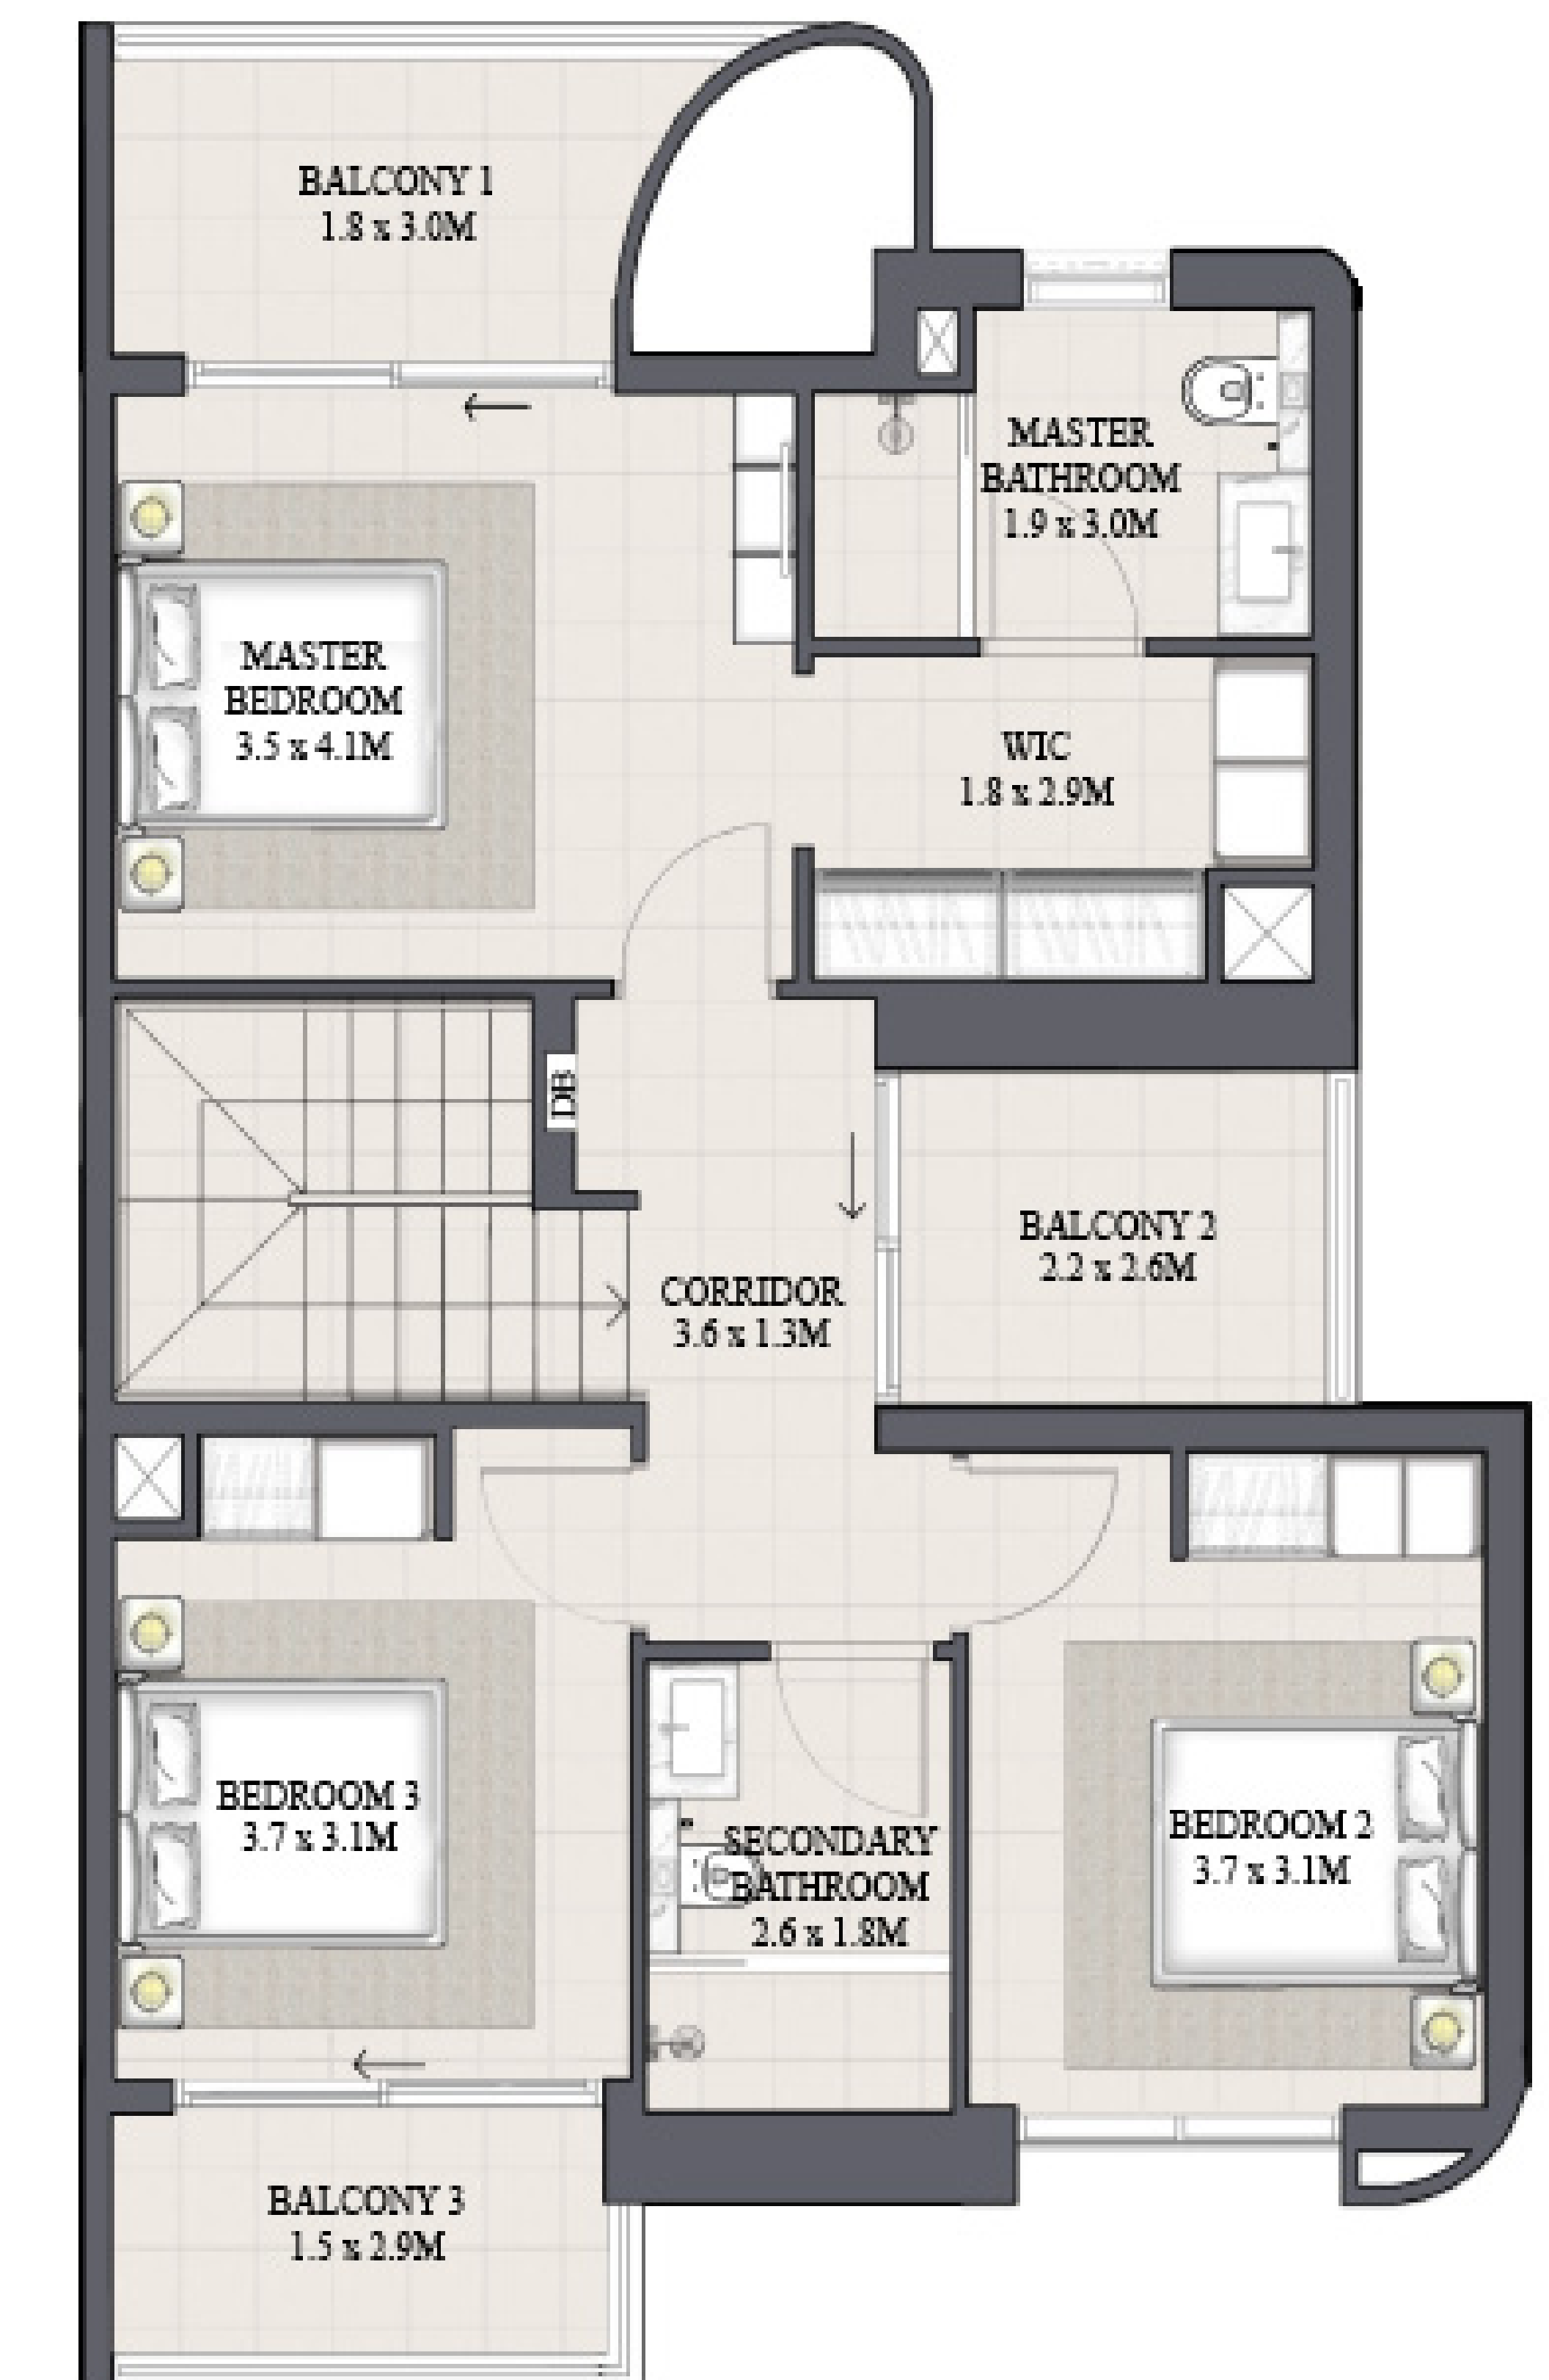 BALCONY 1
1.8 x 3.0M
MASTER
BATHROOM
1.9 x 3.0M
MASTER
BEDROOM
3.5 x 4.1M
WIC
1.8 x 2.9M
DB
BALCONY 2
2.2 x 2.6M
CORRIDOR
3.6 x 1.3M
BEDROOM 3
3.7 x 3.1M
SECONDARY
BATHROOM
2.6 x 1.8M
BEDROOM 2
3.7 x 3.1M
BALCONY 3
1.5 x 2.9M